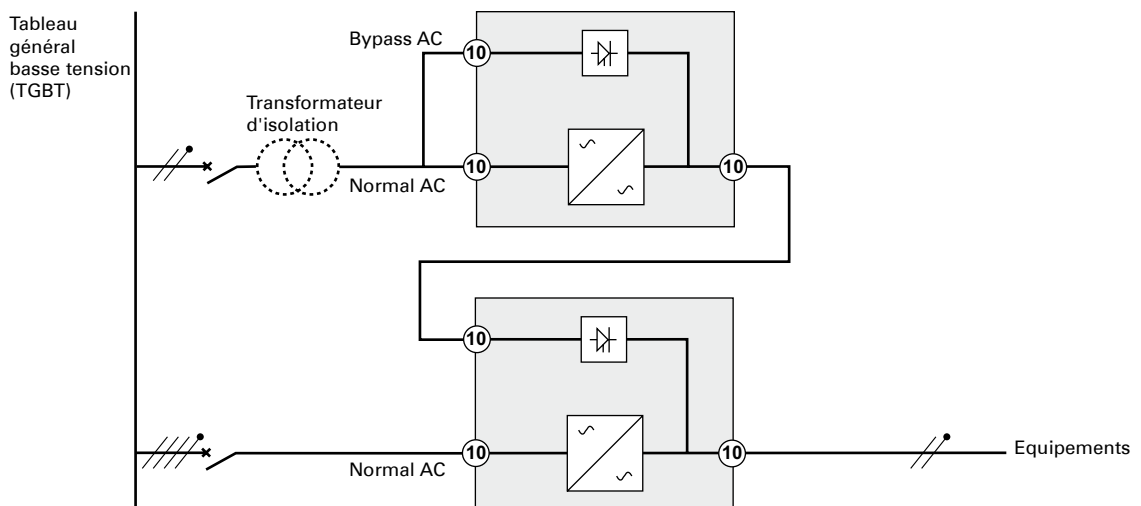 Tableau
général
basse tension
(TGBT)
Bypass AC
10
Transformateur
d'isolation
10
10
Normal AC
10
10
10
Normal AC
Equipements